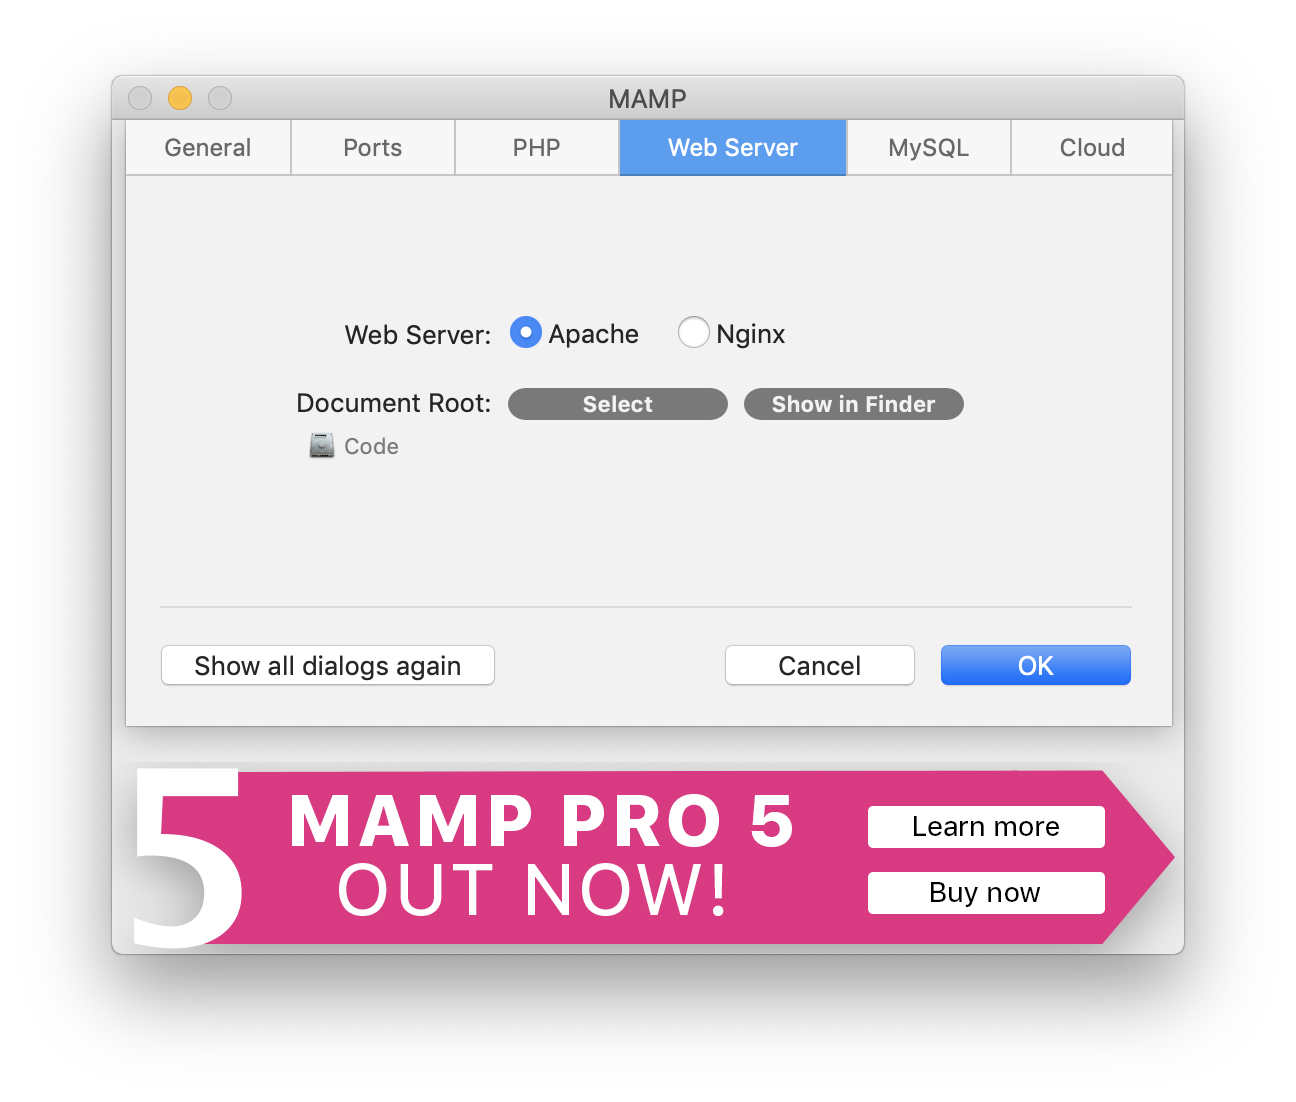 MAMP
General Ports PHP Web Server MySQL Cloud
Web Server: Apache Nginx
Document Root: Select Show in Finder
Code
Show all dialogs again Cancel OK
5
MAMP PRO 5
OUT NOW!
Learn more
Buy now